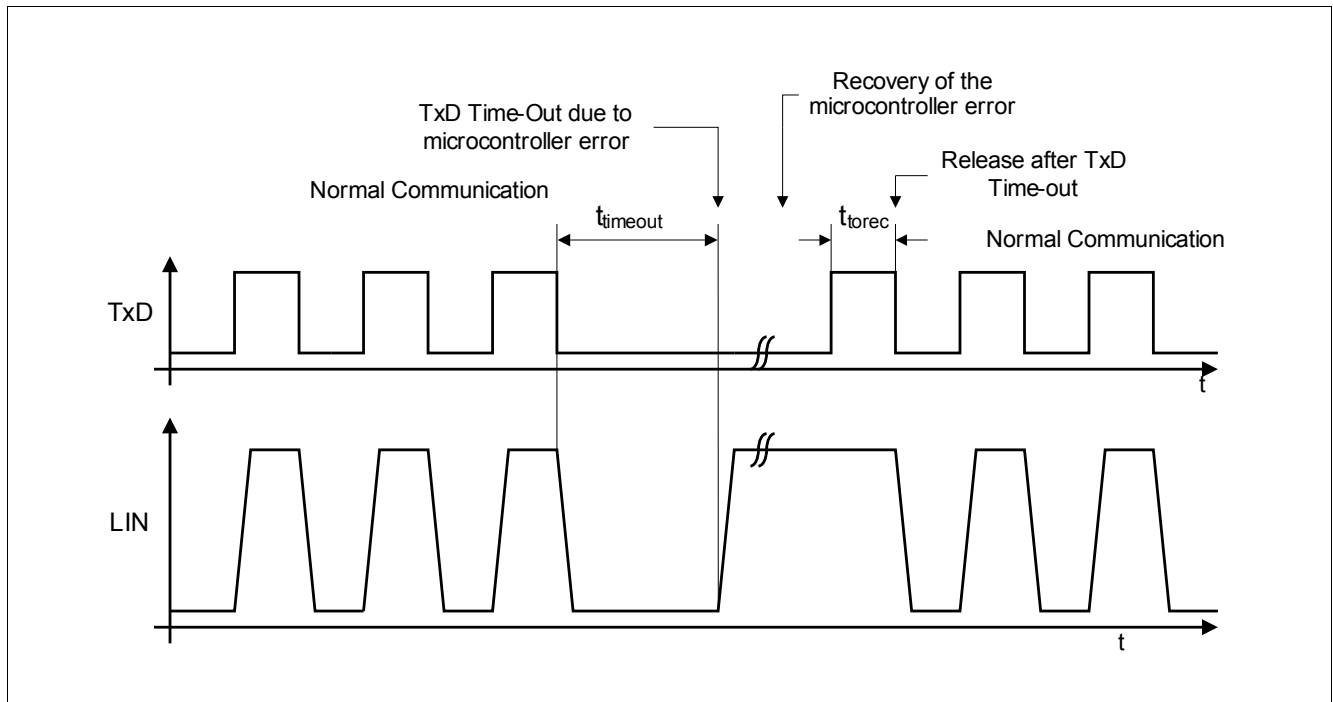 Recovery of the
microcontroller error
TxD Time-Out due to
microcontroller error
Release after TxD
Time-out
Normal Communication
ttimeout
ttorec
Normal Communication
TxD
t
LIN
t